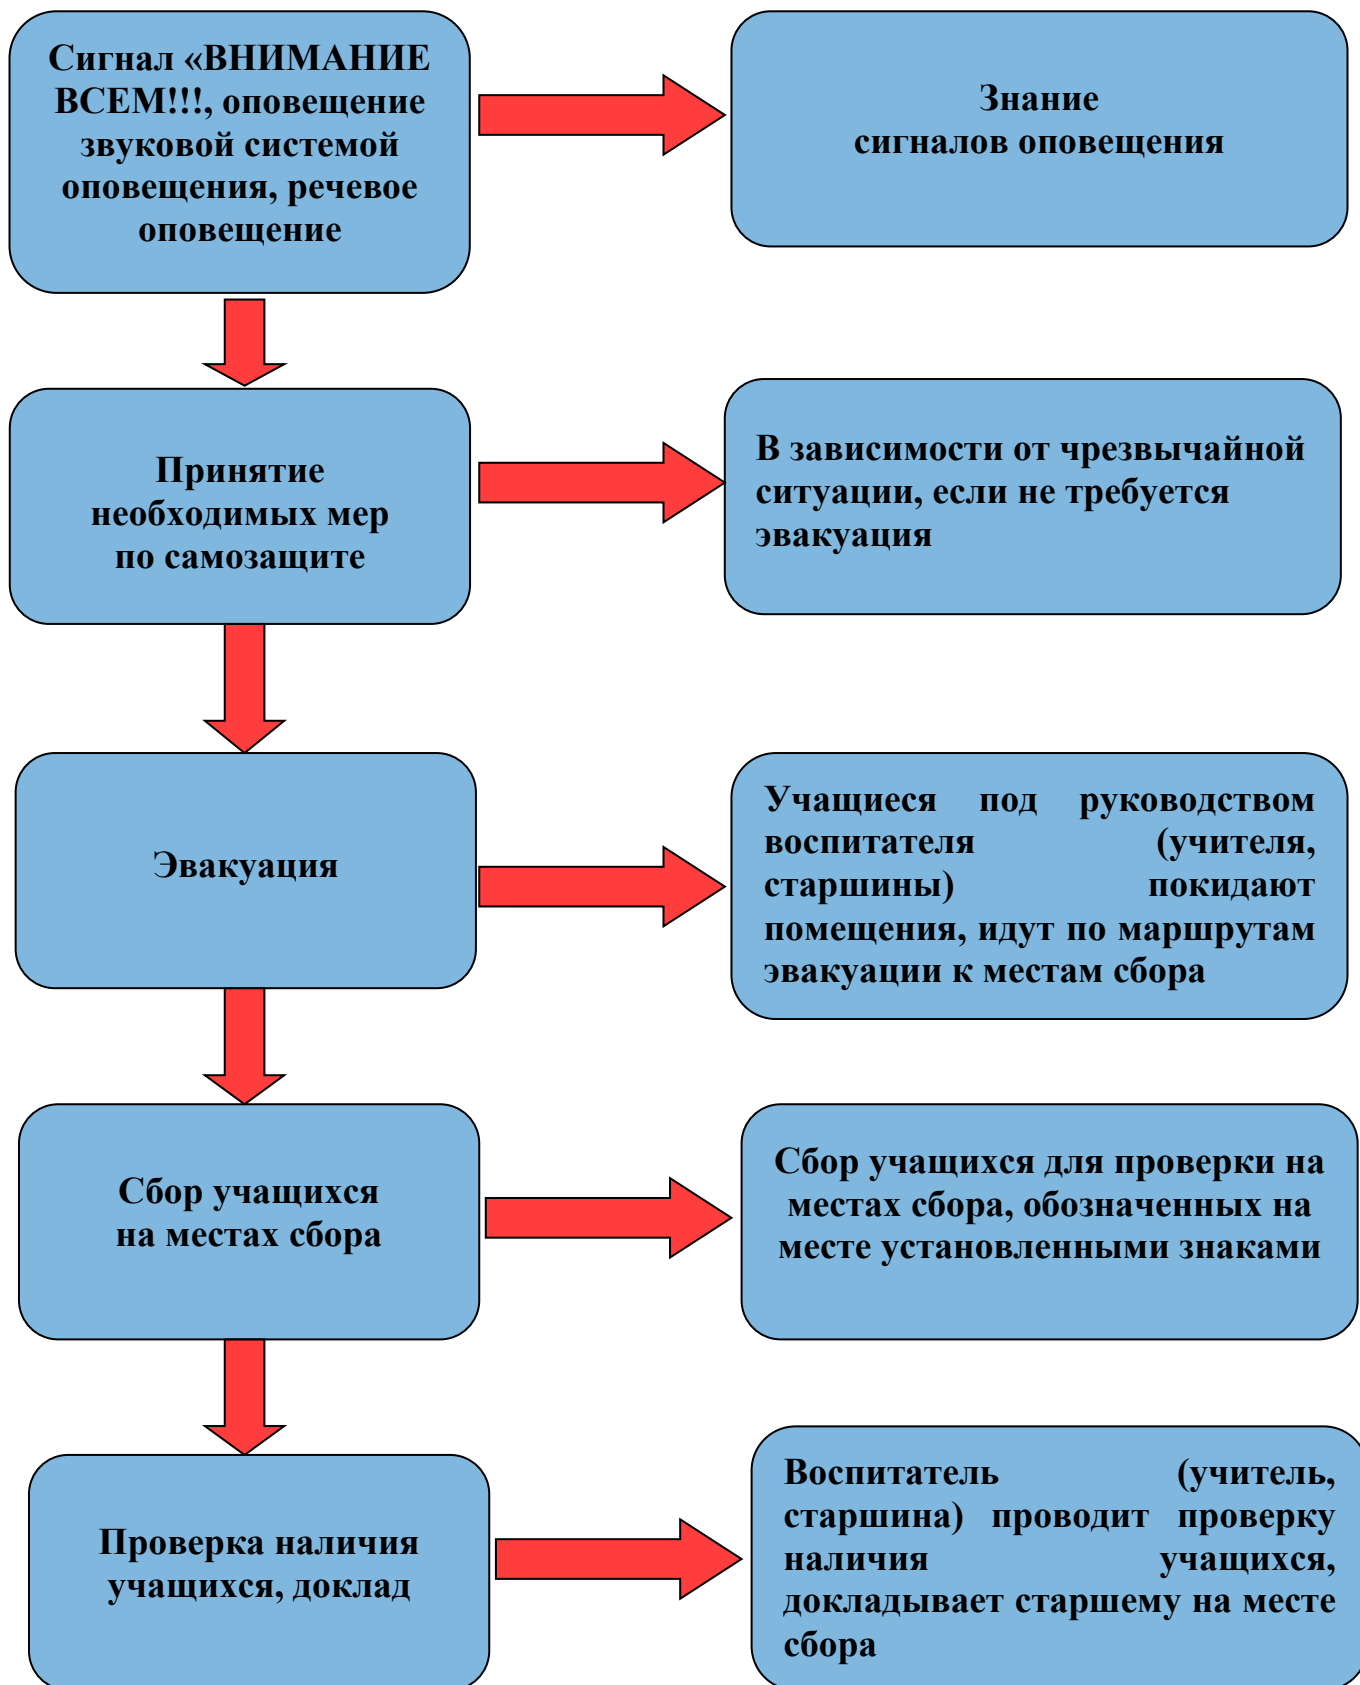 Сигнал «ВНИМАНИЕ
ВСЕМ!!!, оповещение
звуковой системой
оповещения, речевое
оповещение
Знание
сигналов оповещения
Принятие
необходимых мер
по самозащите
В зависимости от чрезвычайной
ситуации, если не требуется
эвакуация
Эвакуация
Учащиеся под руководством
воспитателя (учителя,
старшины) покидают
помещения, идут по маршрутам
эвакуации к местам сбора
Сбор учащихся
на местах сбора
Сбор учащихся для проверки на
местах сбора, обозначенных на
месте установленными знаками
Проверка наличия
учащихся, доклад
Воспитатель (учитель,
старшина) проводит проверку
наличия учащихся,
докладывает старшему на месте
сбора